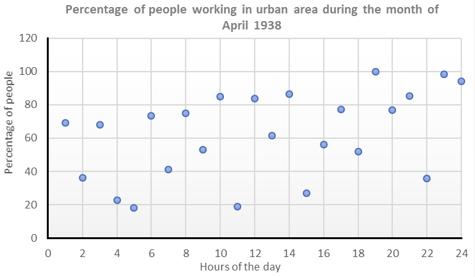 Percentage of people working in urban area during the month of
April 1938
120
100
80
60
40
20
0
Percentage of people
0 2 4 6 8 10 12 14 16 18 20 22 24
Hours of the day